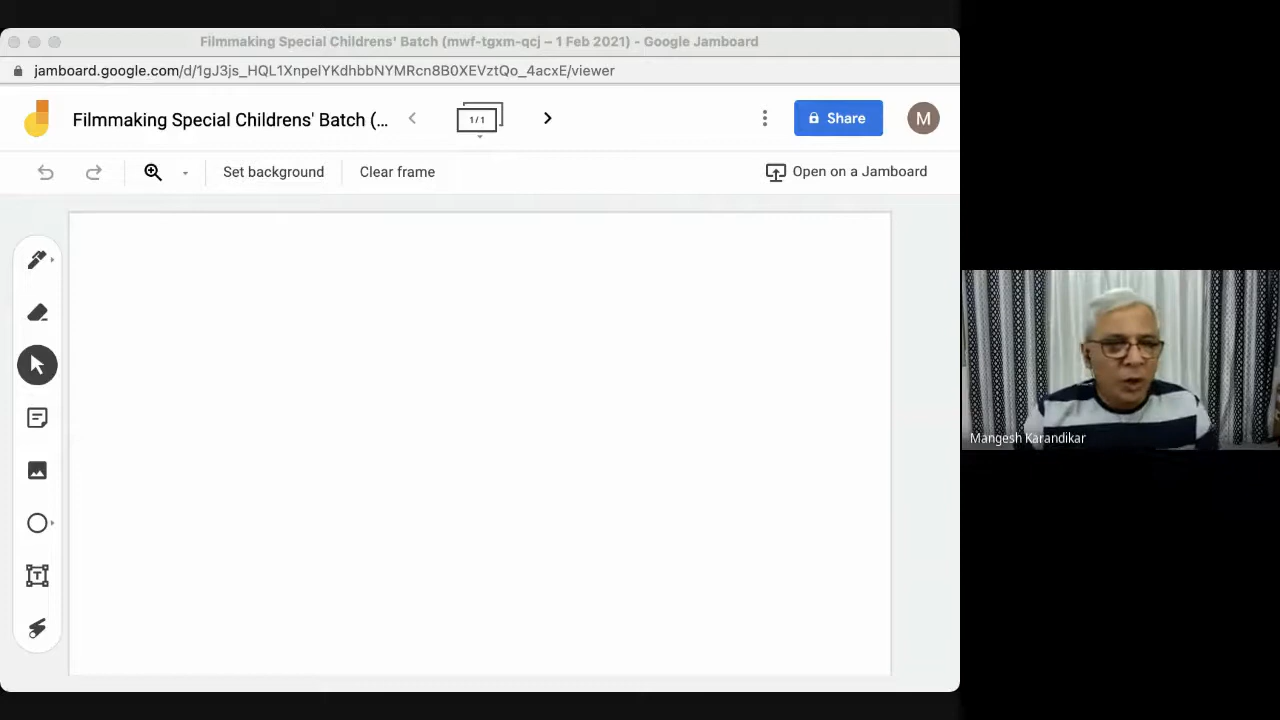 Filmmaking Special Childrens' Batch (mwf-tgxm-qcj – 1 Feb 2021) - Google Jamboard
jamboard.google.com/d/1gJ3js_HQL1XnpelYKdhbbNYMRcn8B0XEVztQo_4acxE/viewer
Filmmaking Special Childrens' Batch (...
1/1
Share
M
Set background
Clear frame
Open on a Jamboard
T
Mangesh Karandikar